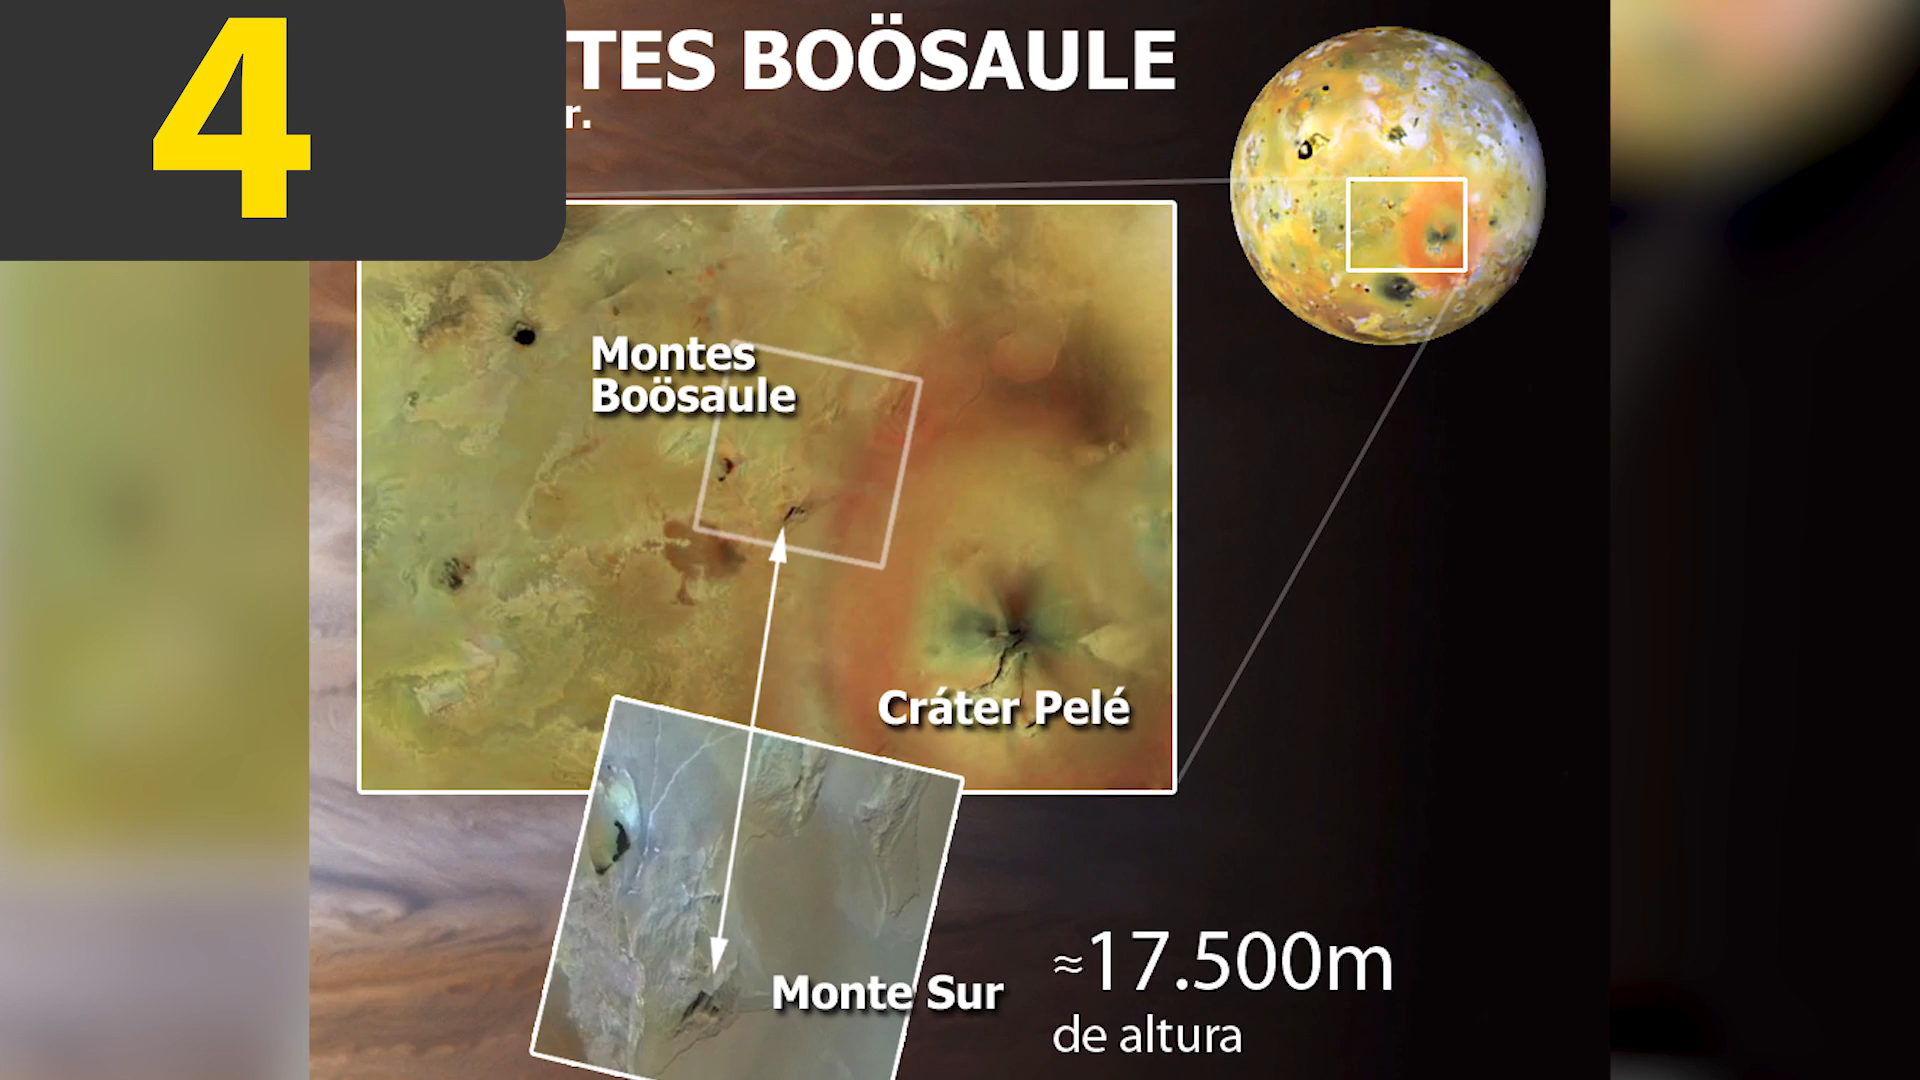 4
TES BOÖSAULE
r.
Montes
Boösaule
Cráter Pelé
Monte Sur
≈17.500m
de altura